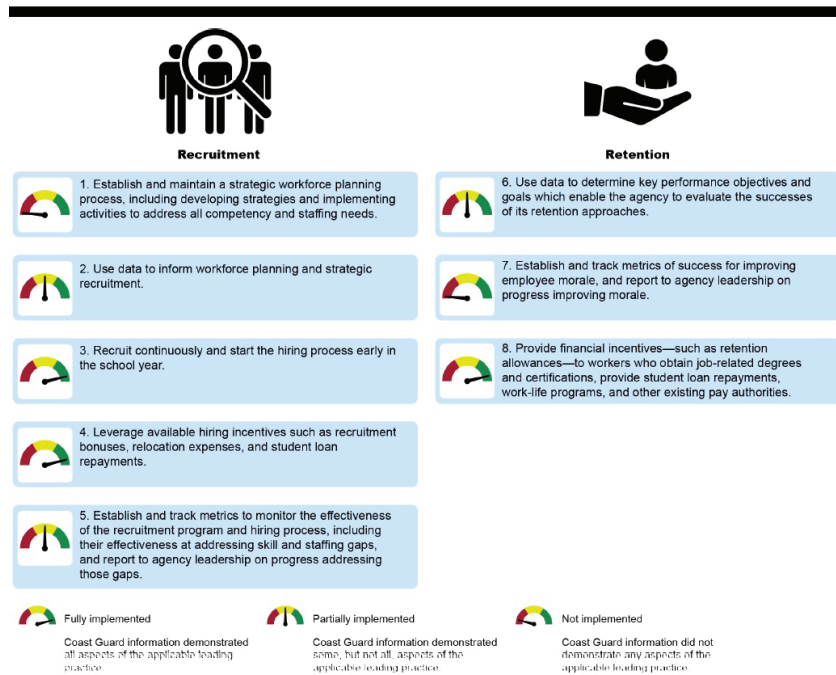 Recruitment
1. Establish and maintain a strategic workforce planning
process, including developing strategies and implementing
activities to address all competency and staffing needs.
2. Use data to inform workforce planning and strategic
recruitment.
3. Recruit continuously and start the hiring process early in
the school year.
4. Leverage available hiring incentives such as recruitment
bonuses, relocation expenses, and student loan
repayments.
5. Establish and track metrics to monitor the effectiveness
of the recruitment program and hiring process, including
their effectiveness at addressing skill and staffing gaps,
and report to agency leadership on progress addressing
those gaps.
Retention
6. Use data to determine key performance objectives and
goals which enable the agency to evaluate the successes
of its retention approaches.
7. Establish and track metrics of success for improving
employee morale, and report to agency leadership on
progress improving morale.
8. Provide financial incentives—such as retention
allowances—to workers who obtain job-related degrees
and certifications, provide student loan repayments,
work-life programs, and other existing pay authorities.
Fully implemented
Coast Guard information demonstrated
all aspects of the applicable leading
practice.
Partially implemented
Coast Guard information demonstrated
some, but not all, aspects of the
applicable leading practice.
Not implemented
Coast Guard information did not
demonstrate any aspects of the
applicable leading practice.